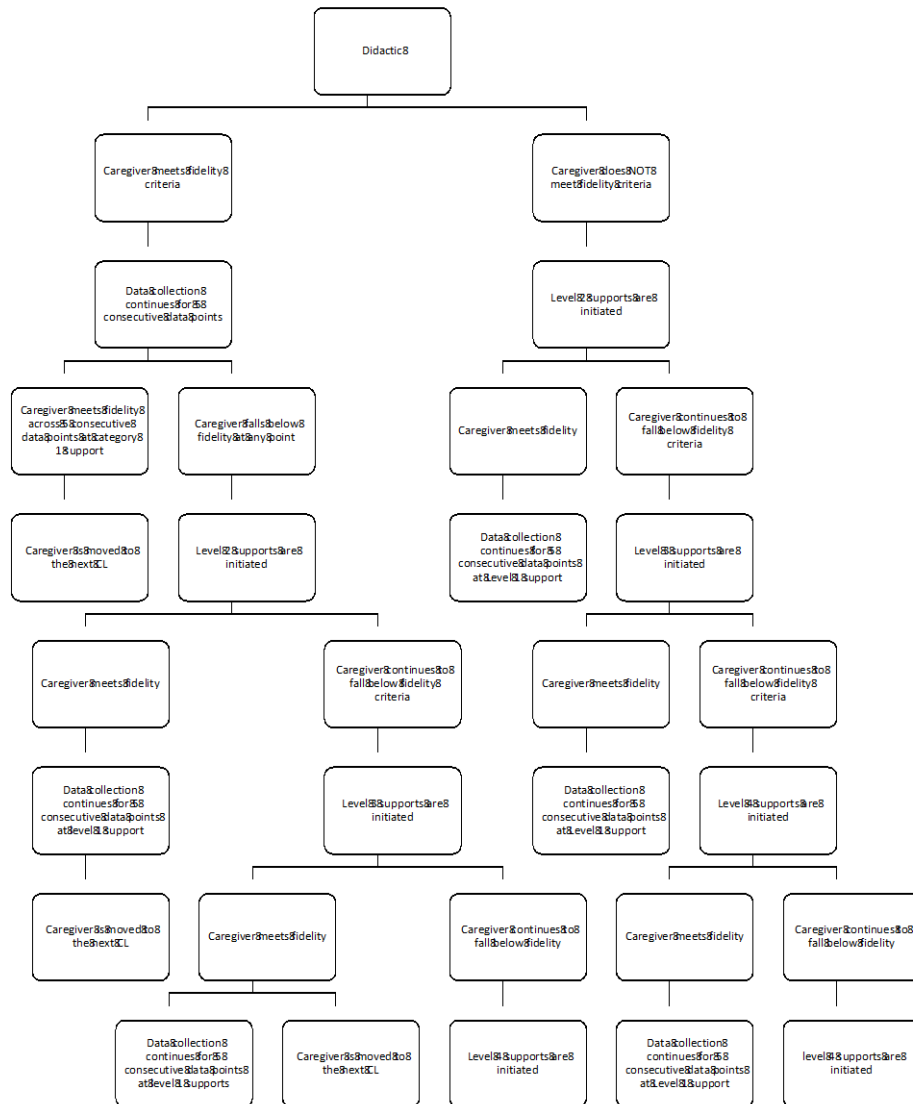 Didactic8
Caregiver8meets8fidelity8
criteria
Caregiver8does8NOT8
meet8fidelity8criteria
Data8collection8
continues8for858
consecutive8data8points
Level828supports8are8
initiated
Caregiver8meets8fidelity8
across858consecutive8
data8points8at8category8
18support
Caregiver8falls8below8
fidelity8at8any8point
Caregiver8meets8fidelity
Caregiver8continues8to8
fall8below8fidelity8
criteria
Caregiver8is8moved8to8
the8next8CL
Level828supports8are8
initiated
Data8collection8
continues8for858
consecutive8data8points8
at8Level818support
Level838supports8are8
initiated
Caregiver8meets8fidelity
Caregiver8continues8to8
fall8below8fidelity8
criteria
Caregiver8meets8fidelity
Caregiver8continues8to8
fall8below8fidelity8
criteria
Data8collection8
continues8for858
consecutive8data8points8
at8level818support
Level838supports8are8
initiated
Data8collection8
continues8for858
consecutive8data8points8
at8Level818support
Level848supports8are8
initiated
Caregiver8is8moved8to8
the8next8CL
Caregiver8meets8fidelity
Caregiver8continues8to8
fall8below8fidelity
Caregiver8meets8fidelity
Caregiver8continues8to8
fall8below8fidelity
Data8collection8
continues8for858
consecutive8data8points8
at8level818supports
Caregiver8is8moved8to8
the8next8CL
Level848supports8are8
initiated
Data8collection8
continues8for858
consecutive8data8points8
at8Level818support
level848supports8are8
initiated